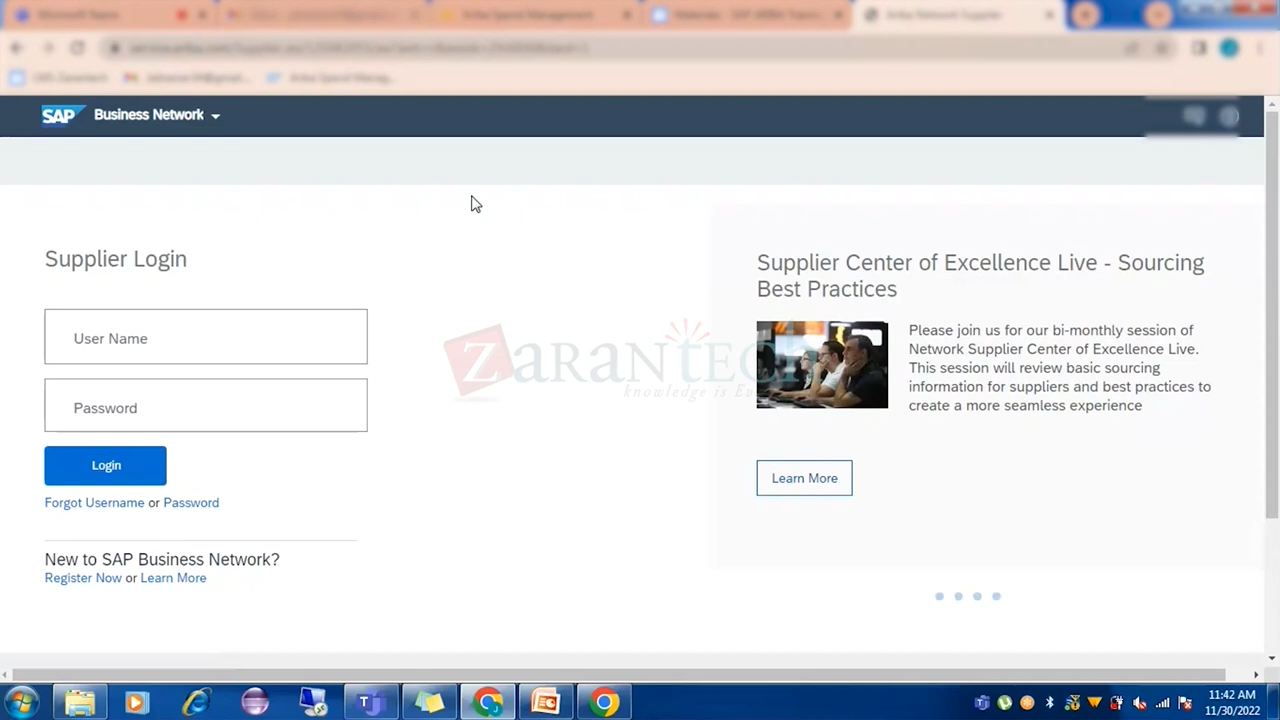 SAP Business Network
Supplier Login
User Name
Password
Login
Forgot Username or Password
New to SAP Business Network?
Register Now or Learn More
Supplier Center of Excellence Live - Sourcing
Best Practices
Please join us for our bi-monthly session of
Network Supplier Center of Excellence Live.
This session will review basic sourcing
information for suppliers and best practices to
create a more seamless experience
Learn More
ZaranTech
knowledge is
11:42 AM
11/30/2022